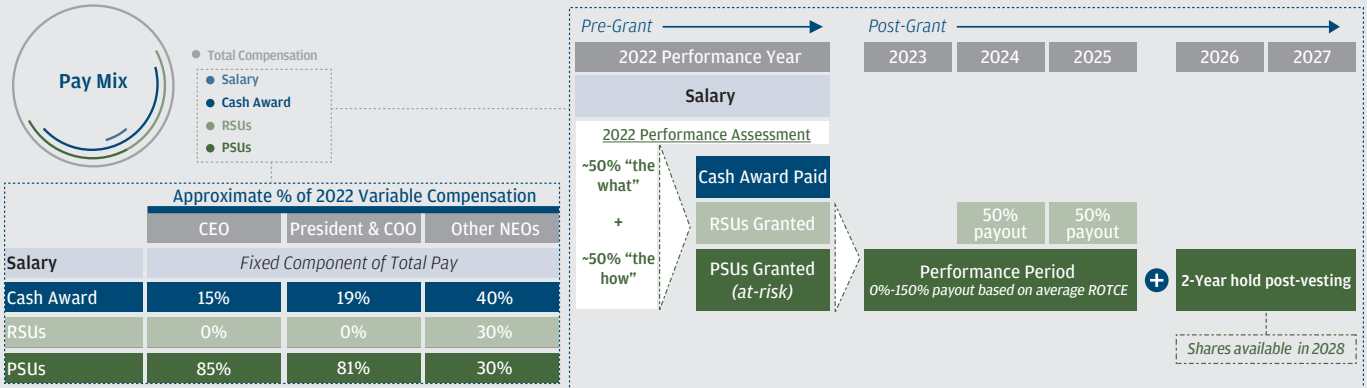 Pay Mix
Total Compensation
Salary
Cash Award
RSUs
PSUs
Approximate % of 2022 Variable Compensation
CEO President & COO Other NEOs
Salary Fixed Component of Total Pay
Cash Award 15% 19% 40%
RSUs 0% 0% 30%
PSUs 85% 81% 30%
Pre-Grant
2022 Performance Year
Salary
2022 Performance Assessment
~50% “the
what”
+
~50% “the
how”
Cash Award Paid
RSUs Granted
PSUs Granted
(at-risk)
Post-Grant
2023 2024 2025 2026 2027
50% 50%
payout payout
Performance Period
0%-150% payout based on average ROTCE
+
2-Year hold post-vesting
Shares available in 2028